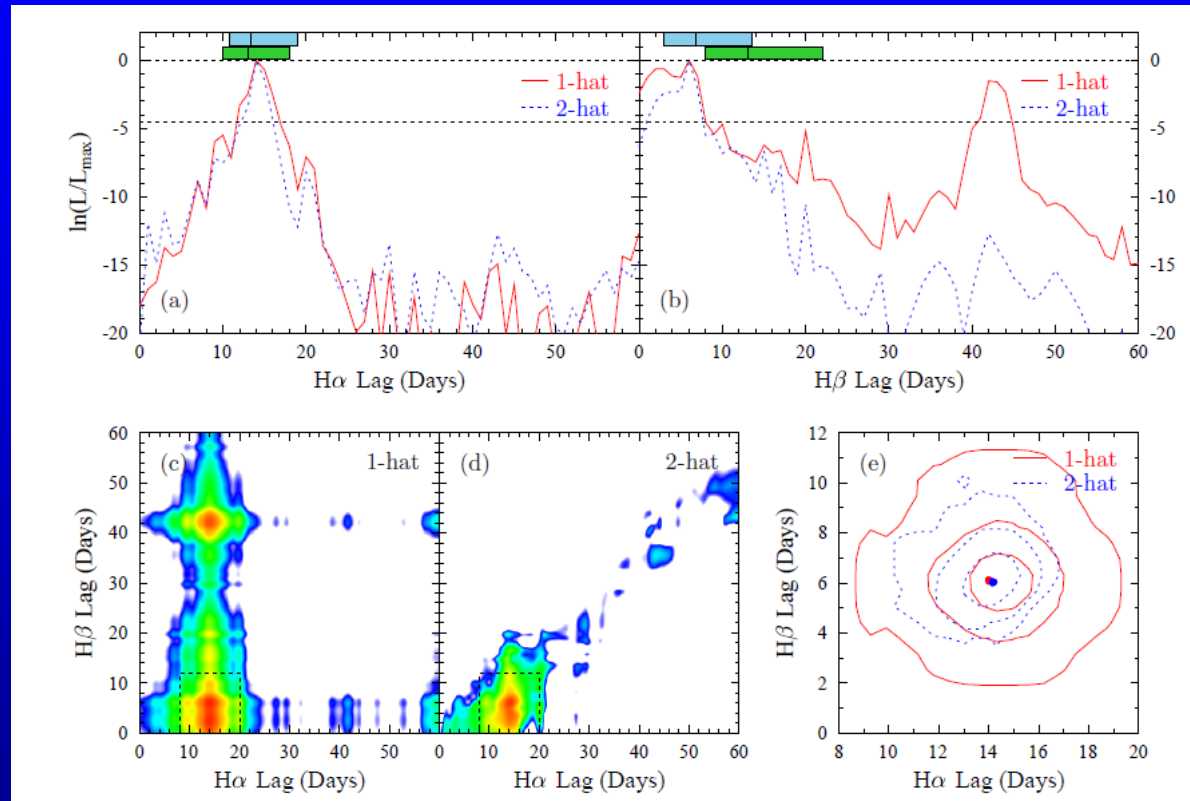 0
-5
-10
-15
-20
ln(L/Lmax)
1-hat
2-hat
(a)
0 10 20 30 40 50
Hα Lag (Days)
1-hat
2-hat
(b)
0
-5
-10
-15
-20
0 10 20 30 40 50 60
Hβ Lag (Days)
60
50
40
30
20
10
0
Hβ Lag (Days)
(c) 1-hat
0 10 20 30 40 50
Hα Lag (Days)
(d) 2-hat
0 10 20 30 40 50 60
Hα Lag (Days)
12
10
8
6
4
2
0
Hβ Lag (Days)
(e)
1-hat
2-hat
8 10 12 14 16 18 20
Hα Lag (Days)